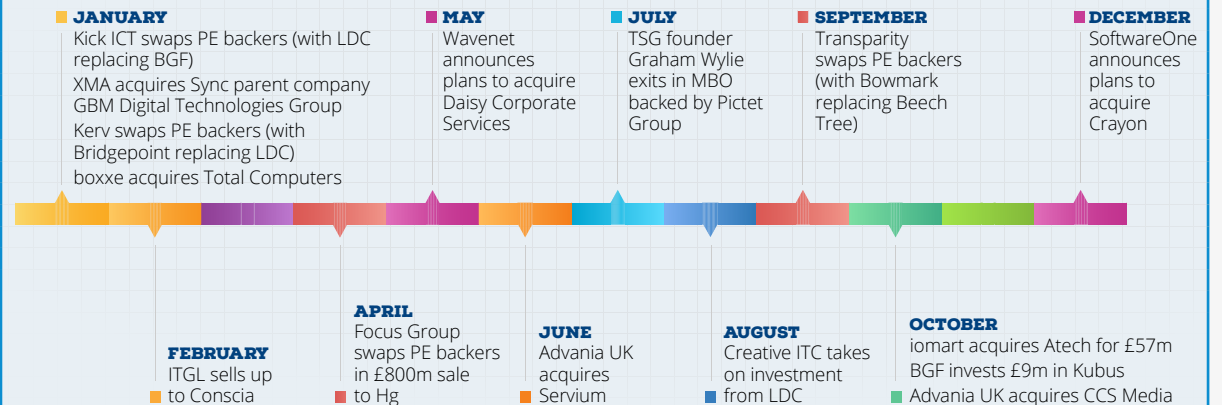 JANUARY
Kick ICT swaps PE backers (with LDC
replacing BGF)
XMA acquires Sync parent company
GBM Digital Technologies Group
Kerv swaps PE backers (with
Bridgepoint replacing LDC)
boxxe acquires Total Computers
MAY
Wavenet
announces
plans to acquire
Daisy Corporate
Services
JULY
TSG founder
Graham Wylie
exits in MBO
backed by Pictet
Group
SEPTEMBER
Transparity
swaps PE backers
(with Bowmark
replacing Beech
Tree)
DECEMBER
SoftwareOne
announces
plans to
acquire
Crayon
FEBRUARY
ITGL sells up
to Conscia
APRIL
Focus Group
swaps PE backers
in £800m sale
to Hg
JUNE
Advania UK
acquires
Servium
AUGUST
Creative ITC takes
on investment
from LDC
OCTOBER
iomart acquires Atech for £57m
BGF invests £9m in Kubus
Advania UK acquires CCS Media